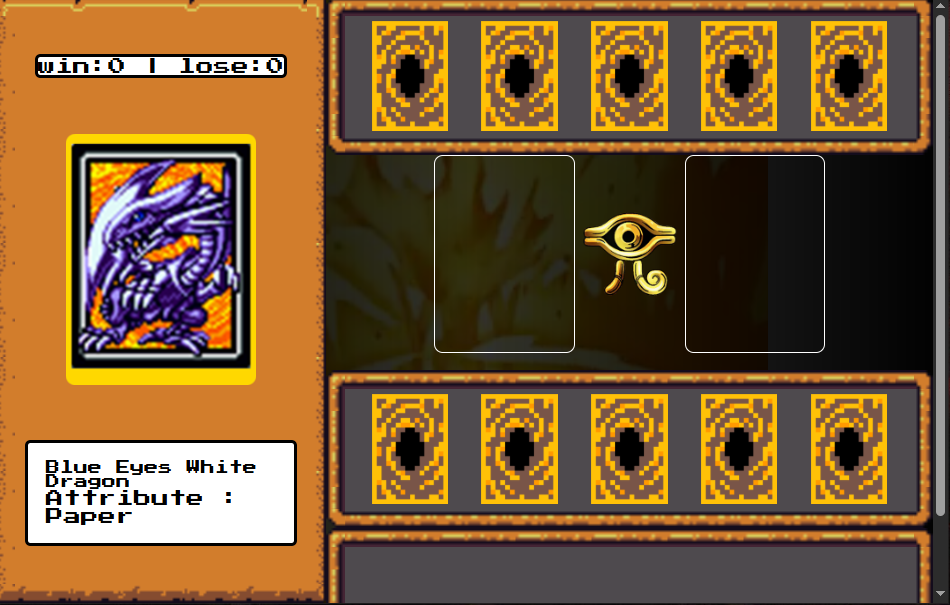 win:0 | lose:0
Blue Eyes White
Dragon
Attribute :
Paper